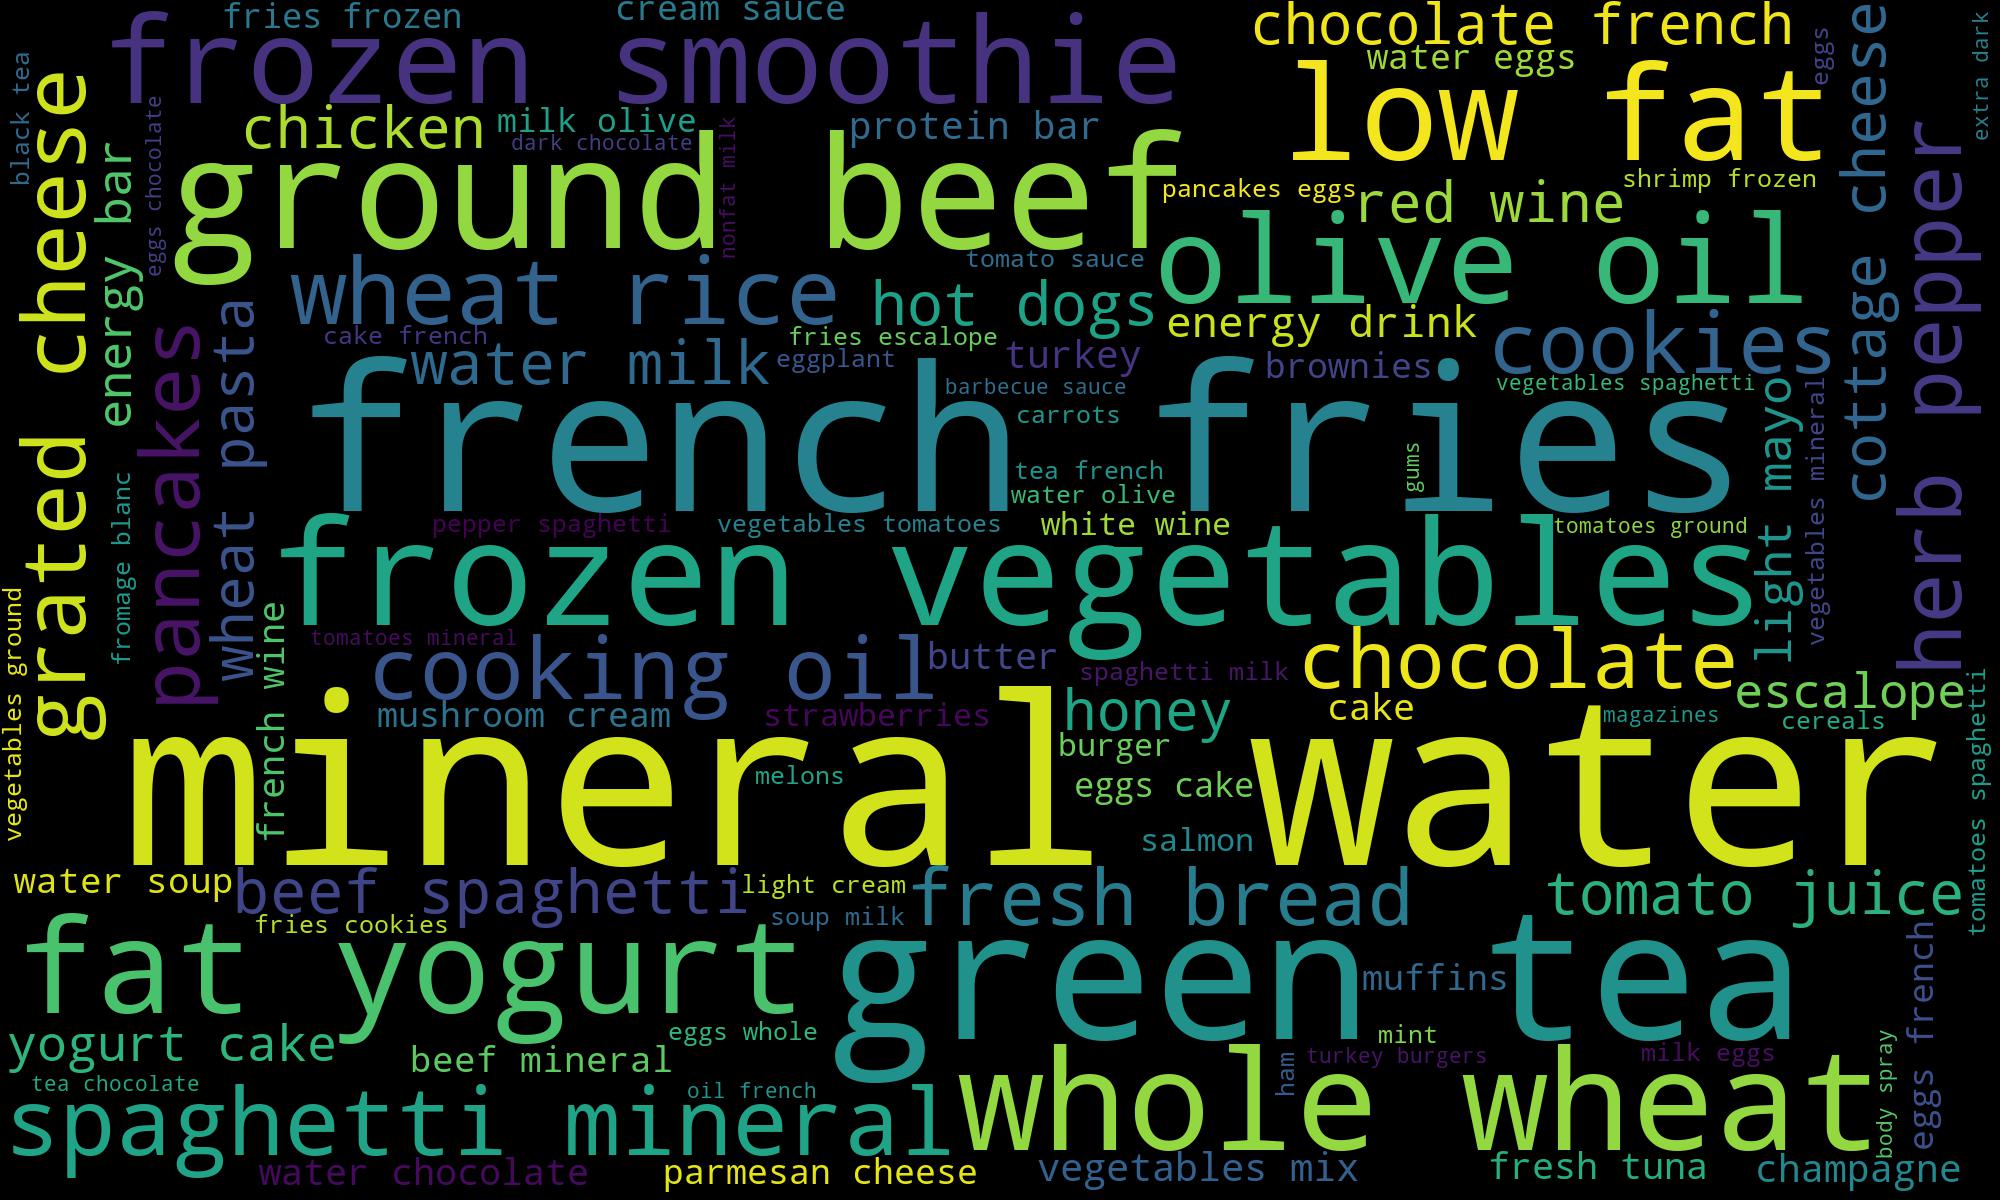 fries frozen
cream sauce
chocolate french
frozen smoothie
water eggs
low fat
eggs
cottage cheese
extra dark
black tea
grated cheese
energy bar
eggs chocolate
chicken
milk olive
dark chocolate
nonfat milk
protein bar
ground beef
pancakes eggs
red wine
shrimp frozen
herb pepper
olive oil
tomato sauce
wheat rice
hot dogs
energy drink
cookies
cake french
fries escalope
water milk
eggplant
turkey
brownies
barbecue sauce
vegetables spaghetti
pancakes
wheat pasta
french fries
carrots
gums
light mayo
vegetables mineral
tea french
water olive
fromage blanc
pepper spaghetti
vegetables tomatoes
white wine
tomatoes ground
frozen vegetables
vegetables ground
french wine
tomatoes mineral
cooking oil
butter
spaghetti milk
chocolate
escalope
tomatoes spaghetti
mushroom cream
strawberries
honey
cake
magazines
cereals
mineral water
burger
melons
eggs cake
salmon
water soup
beef spaghetti
light cream
fresh bread
tomato juice
fries cookies
soup milk
fat yogurt
green tea
muffins
eggs french
yogurt cake
eggs whole
mint
beef mineral
ham
turkey burgers
milk eggs
body spray
tea chocolate
oil french
spaghetti mineral
whole wheat
water chocolate
parmesan cheese
vegetables mix
fresh tuna
champagne